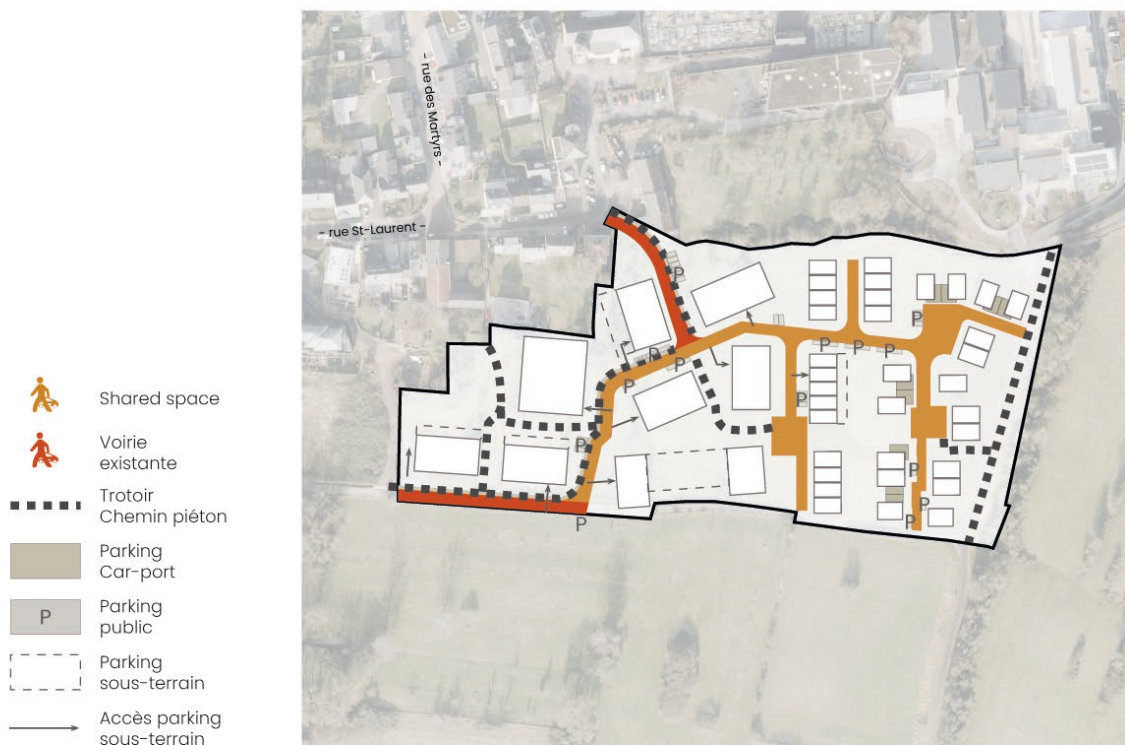 - rue des Martyrs -
- rue St-Laurent -
Shared space
Voirie
existante
Trotoir
Chemin piéton
Parking
Car-port
P
Parking
public
Parking
sous-terrain
Accès parking
sous-terrain
P
P
P
P
P
P
P
P
P
P
P
P
P
P